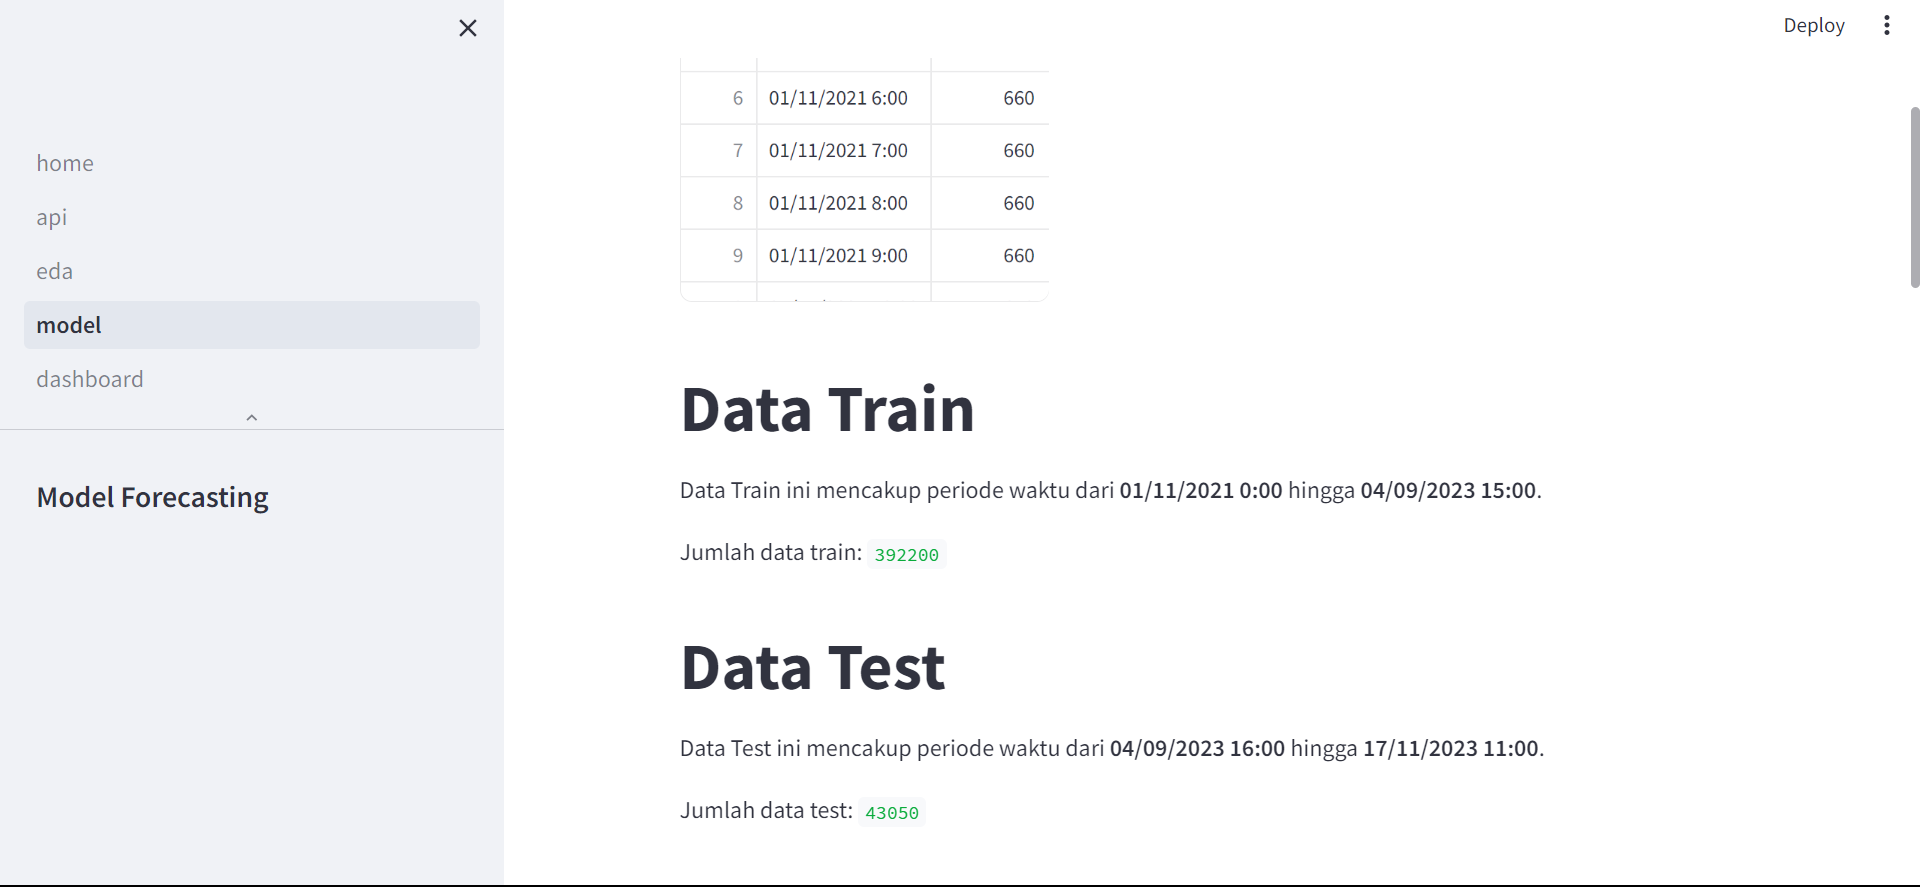 Deploy
home
api
eda
model
dashboard
Model Forecasting
6 01/11/2021 6:00 660
7 01/11/2021 7:00 660
8 01/11/2021 8:00 660
9 01/11/2021 9:00 660
Data Train
Data Train ini mencakup periode waktu dari 01/11/2021 0:00 hingga 04/09/2023 15:00.
Jumlah data train: 392200
Data Test
Data Test ini mencakup periode waktu dari 04/09/2023 16:00 hingga 17/11/2023 11:00.
Jumlah data test: 43050